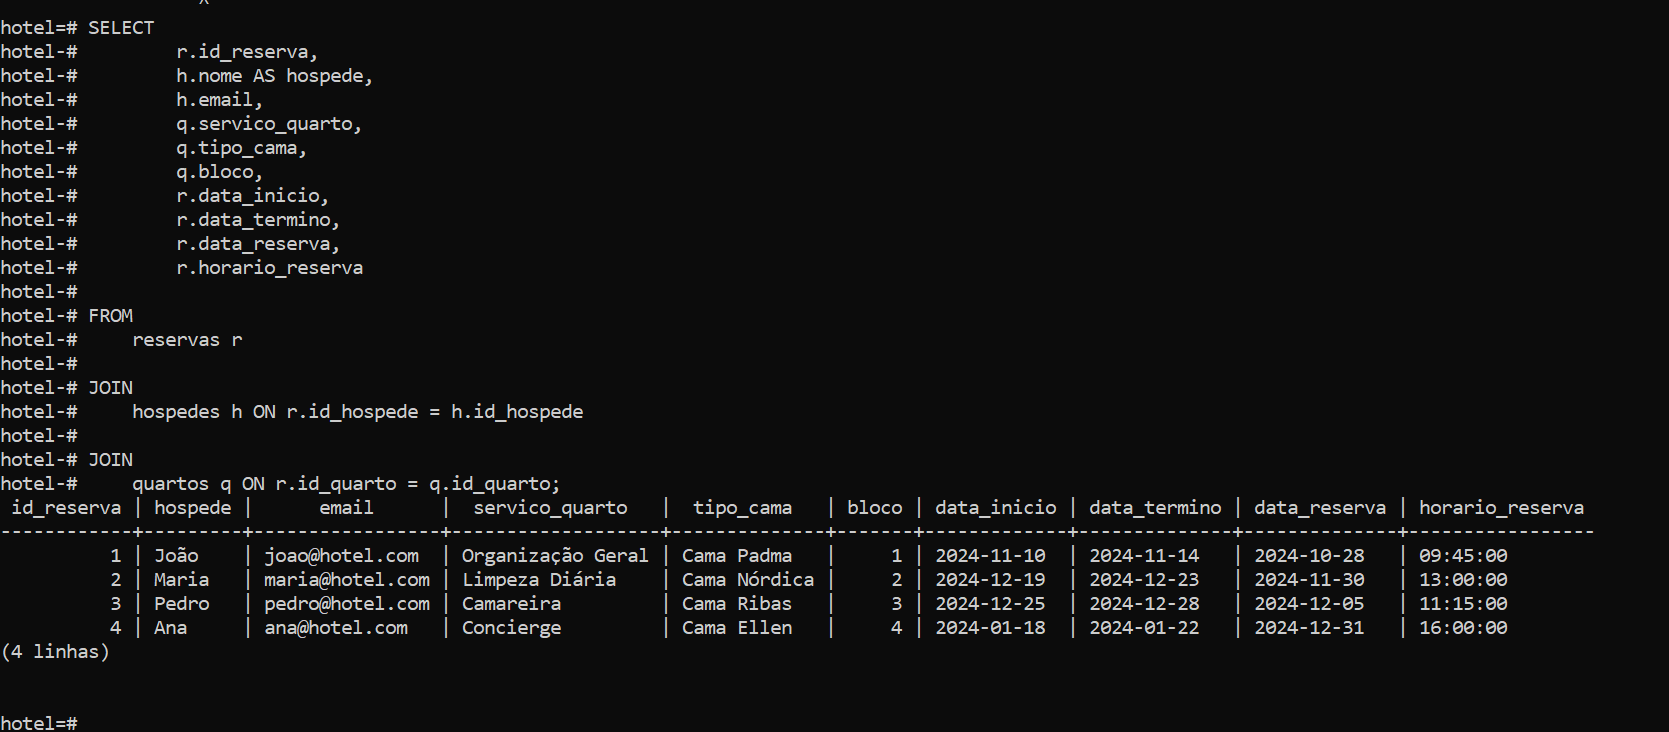 hotel=# SELECT
hotel-#         r.id_reserva,
hotel-#         h.nome AS hospede,
hotel-#         h.email,
hotel-#         q.servico_quarto,
hotel-#         q.tipo_cama,
hotel-#         q.bloco,
hotel-#         r.data_inicio,
hotel-#         r.data_termino,
hotel-#         r.data_reserva,
hotel-#         r.horario_reserva
hotel-#
hotel-# FROM
hotel-#     reservas r
hotel-#
hotel-# JOIN
hotel-#     hospedes h ON r.id_hospede = h.id_hospede
hotel-#
hotel-# JOIN
hotel-#     quartos q ON r.id_quarto = q.id_quarto;
 id_reserva | hospede |      email      |  servico_quarto   |  tipo_cama   | bloco | data_inicio | data_termino | data_reserva | horario_reserva
------------+---------+-----------------+-------------------+--------------+-------+-------------+--------------+--------------+-----------------
          1 | João    | joao@hotel.com  | Organização Geral | Cama Padma   |     1 | 2024-11-10  | 2024-11-14   | 2024-10-28   | 09:45:00
          2 | Maria   | maria@hotel.com | Limpeza Diária    | Cama Nórdica |     2 | 2024-12-19  | 2024-12-23   | 2024-11-30   | 13:00:00
          3 | Pedro   | pedro@hotel.com | Camareira         | Cama Ribas   |     3 | 2024-12-25  | 2024-12-28   | 2024-12-05   | 11:15:00
          4 | Ana     | ana@hotel.com   | Concierge         | Cama Ellen   |     4 | 2024-01-18  | 2024-01-22   | 2024-12-31   | 16:00:00
(4 linhas)
hotel=#